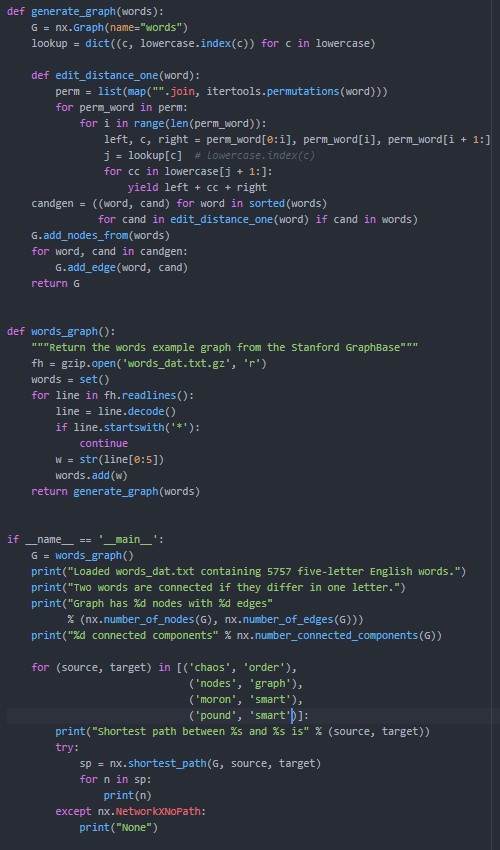 def generate_graph(words):
    G = nx.Graph(name="words")
    lookup = dict((c, lowercase.index(c)) for c in lowercase)

    def edit_distance_one(word):
        perm = list(map("".join, itertools.permutations(word)))
        for perm_word in perm:
            for i in range(len(perm_word)):
                left, c, right = perm_word[0:i], perm_word[i], perm_word[i + 1:]
                j = lookup[c]  # lowercase.index(c)
                for cc in lowercase[j + 1:]:
                    yield left + cc + right
    candgen = ((word, cand) for word in sorted(words)
               for cand in edit_distance_one(word) if cand in words)
    G.add_nodes_from(words)
    for word, cand in candgen:
        G.add_edge(word, cand)
    return G


def words_graph():
    """Return the words example graph from the Stanford GraphBase"""
    fh = gzip.open('words_dat.txt.gz', 'r')
    words = set()
    for line in fh.readlines():
        line = line.decode()
        if line.startswith('*'):
            continue
        w = str(line[0:5])
        words.add(w)
    return generate_graph(words)


if __name__ == '__main__':
    G = words_graph()
    print("Loaded words_dat.txt containing 5757 five-letter English words.")
    print("Two words are connected if they differ in one letter.")
    print("Graph has %d nodes with %d edges"
          % (nx.number_of_nodes(G), nx.number_of_edges(G)))
    print("%d connected components" % nx.number_connected_components(G))

    for (source, target) in [('chaos', 'order'),
                             ('nodes', 'graph'),
                             ('moron', 'smart'),
                             ('pound', 'smart')]:
        print("Shortest path between %s and %s is" % (source, target))
        try:
            sp = nx.shortest_path(G, source, target)
            for n in sp:
                print(n)
        except nx.NetworkXNoPath:
            print("None")